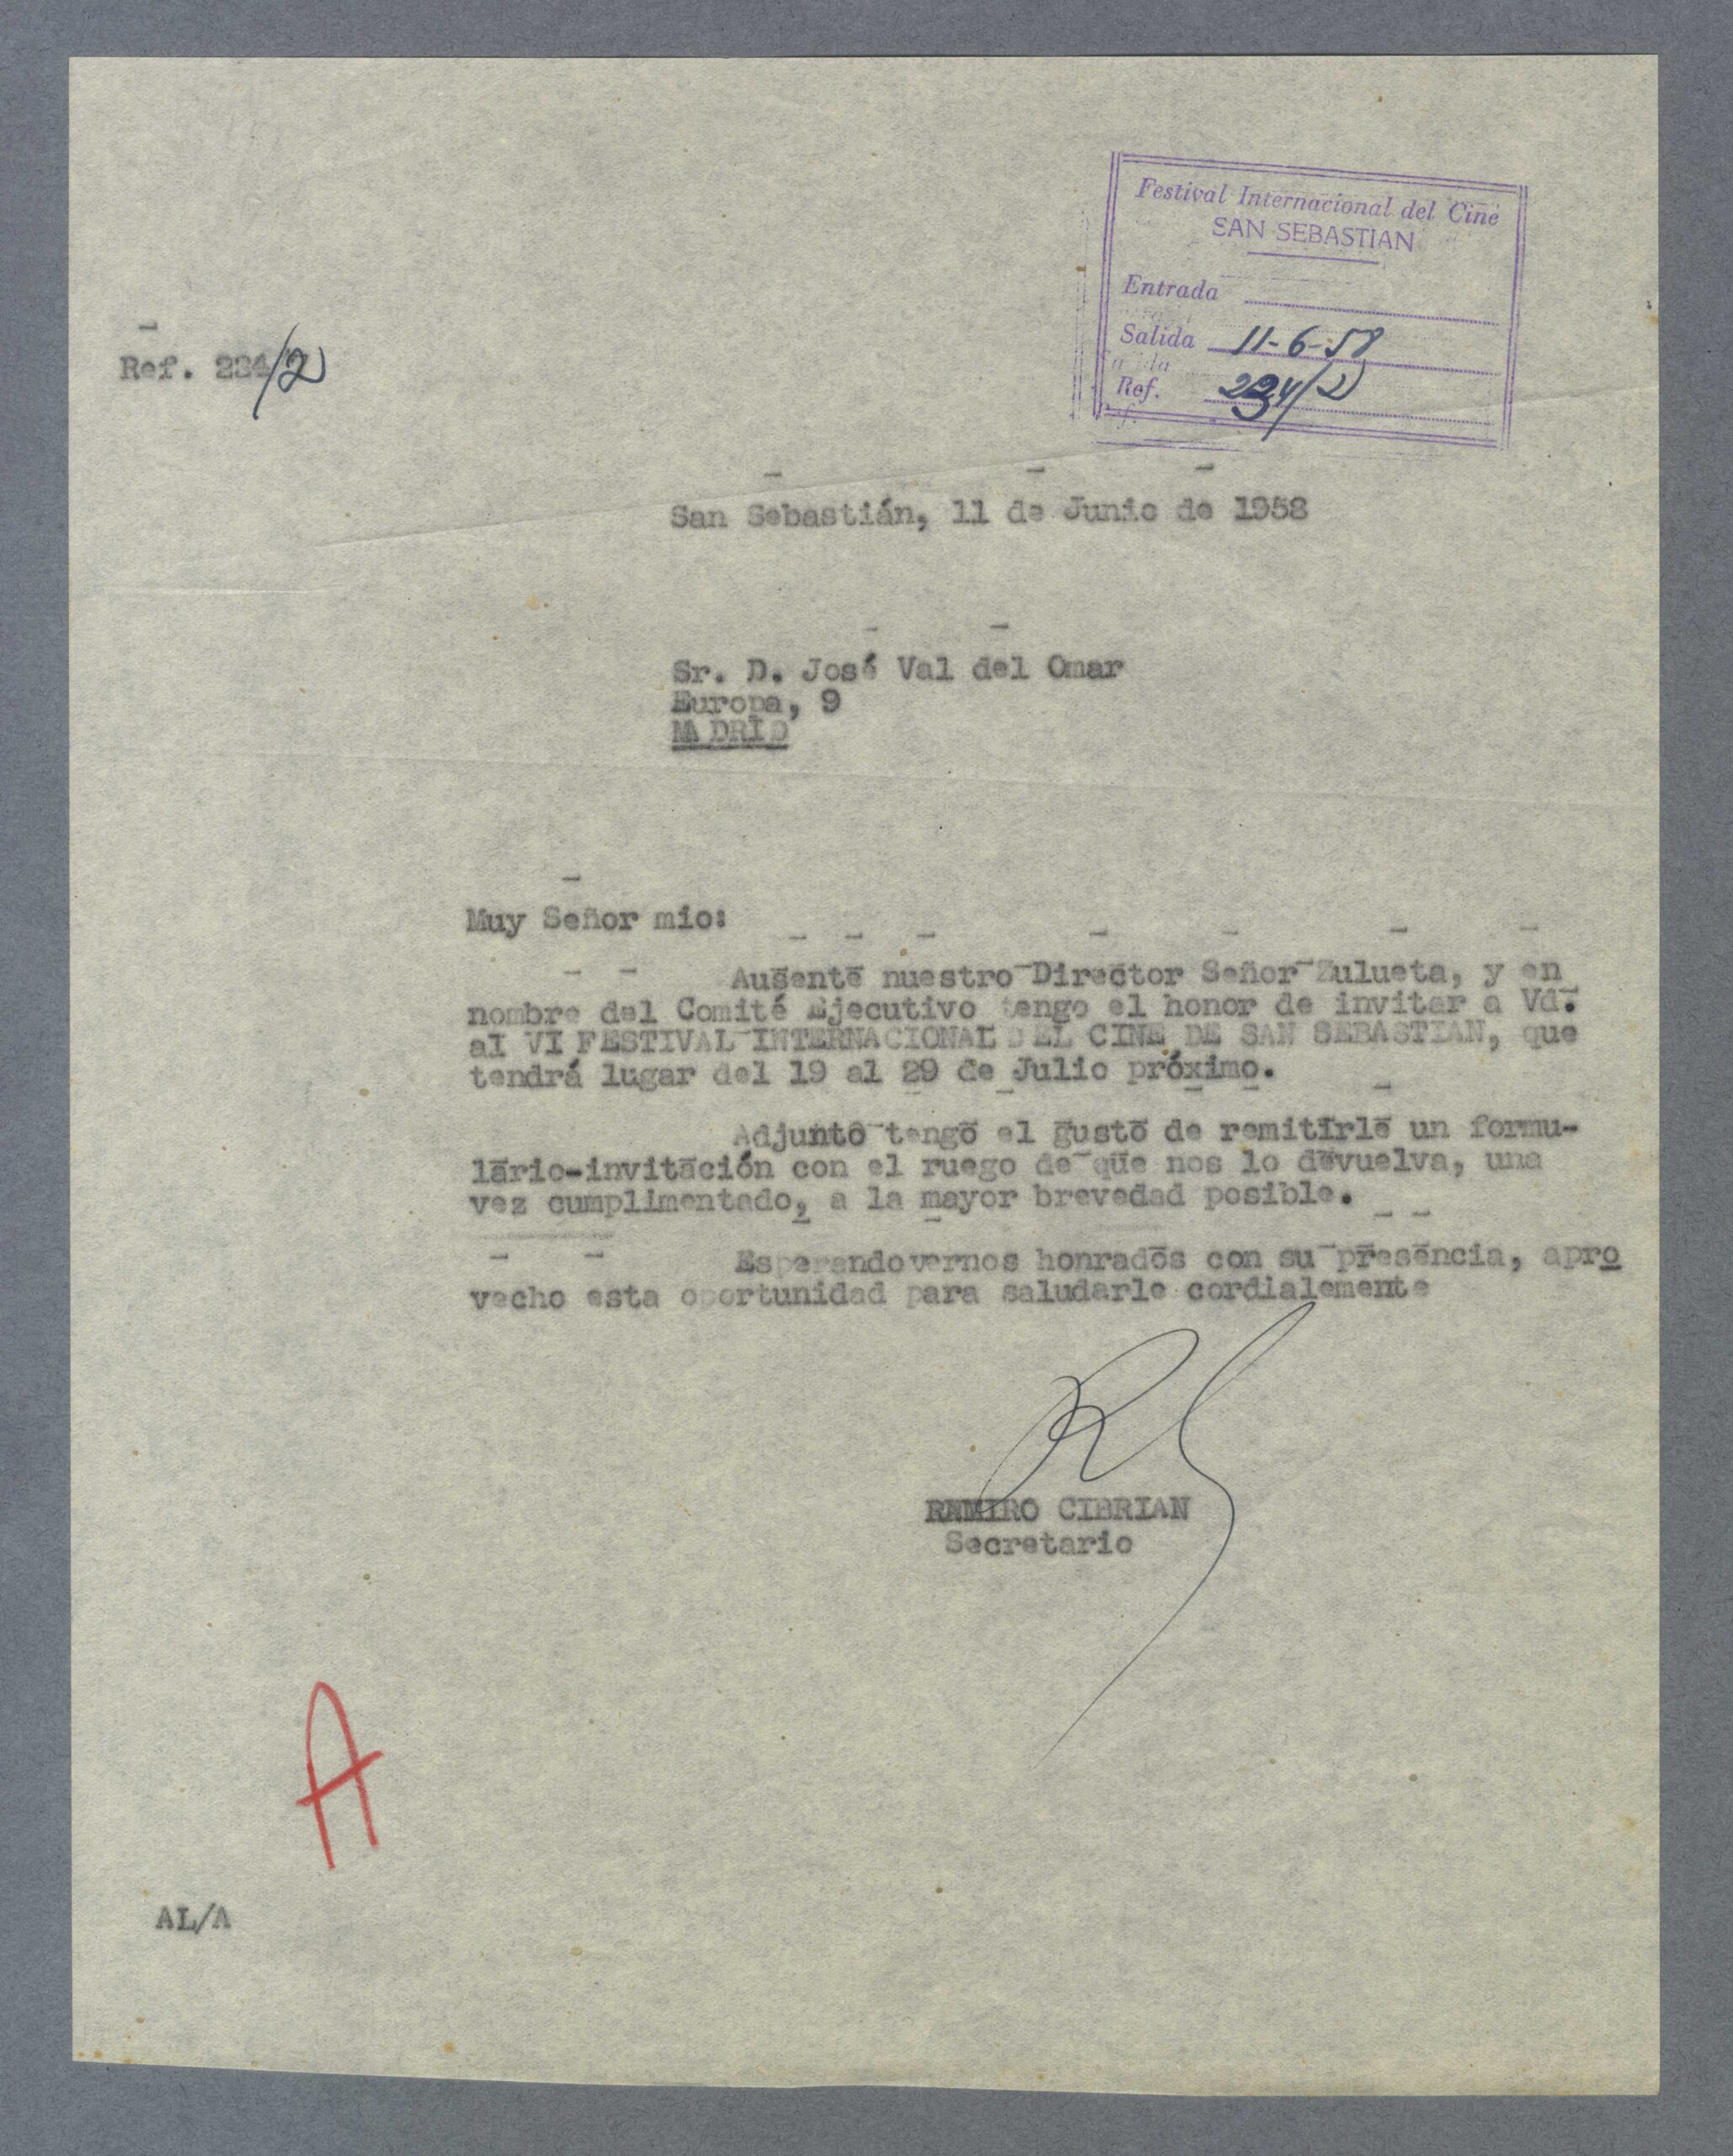 Festival Internacional del Cine
SAN SEBASTIAN
Entrada
Salida 11-6-58
Ref. 234/2
Ref. 234/2
San Sebastián, 11 de Junio de 1958
Sr. D. José Val del Omar
Europa, 9
MADRID
Muy Señor mio:
Ausente nuestro Director Señor Zulueta, y en
nombre del Comité Ejecutivo tengo el honor de invitar a Vd.
al VI FESTIVAL INTERNACIONAL DEL CINE DE SAN SEBASTIAN, que
tendrá lugar del 19 al 29 de Julio próximo.
Adjunto tengo el gusto de remitirle un formu-
lario-invitación con el ruego de que nos lo devuelva, una
vez cumplimentado, a la mayor brevedad posible.
Esperando vernos honrados con su presencia, apro
vecho esta oportunidad para saludarle cordialemente
REMIRO CIBRIAN
Secretario
A
AL/A